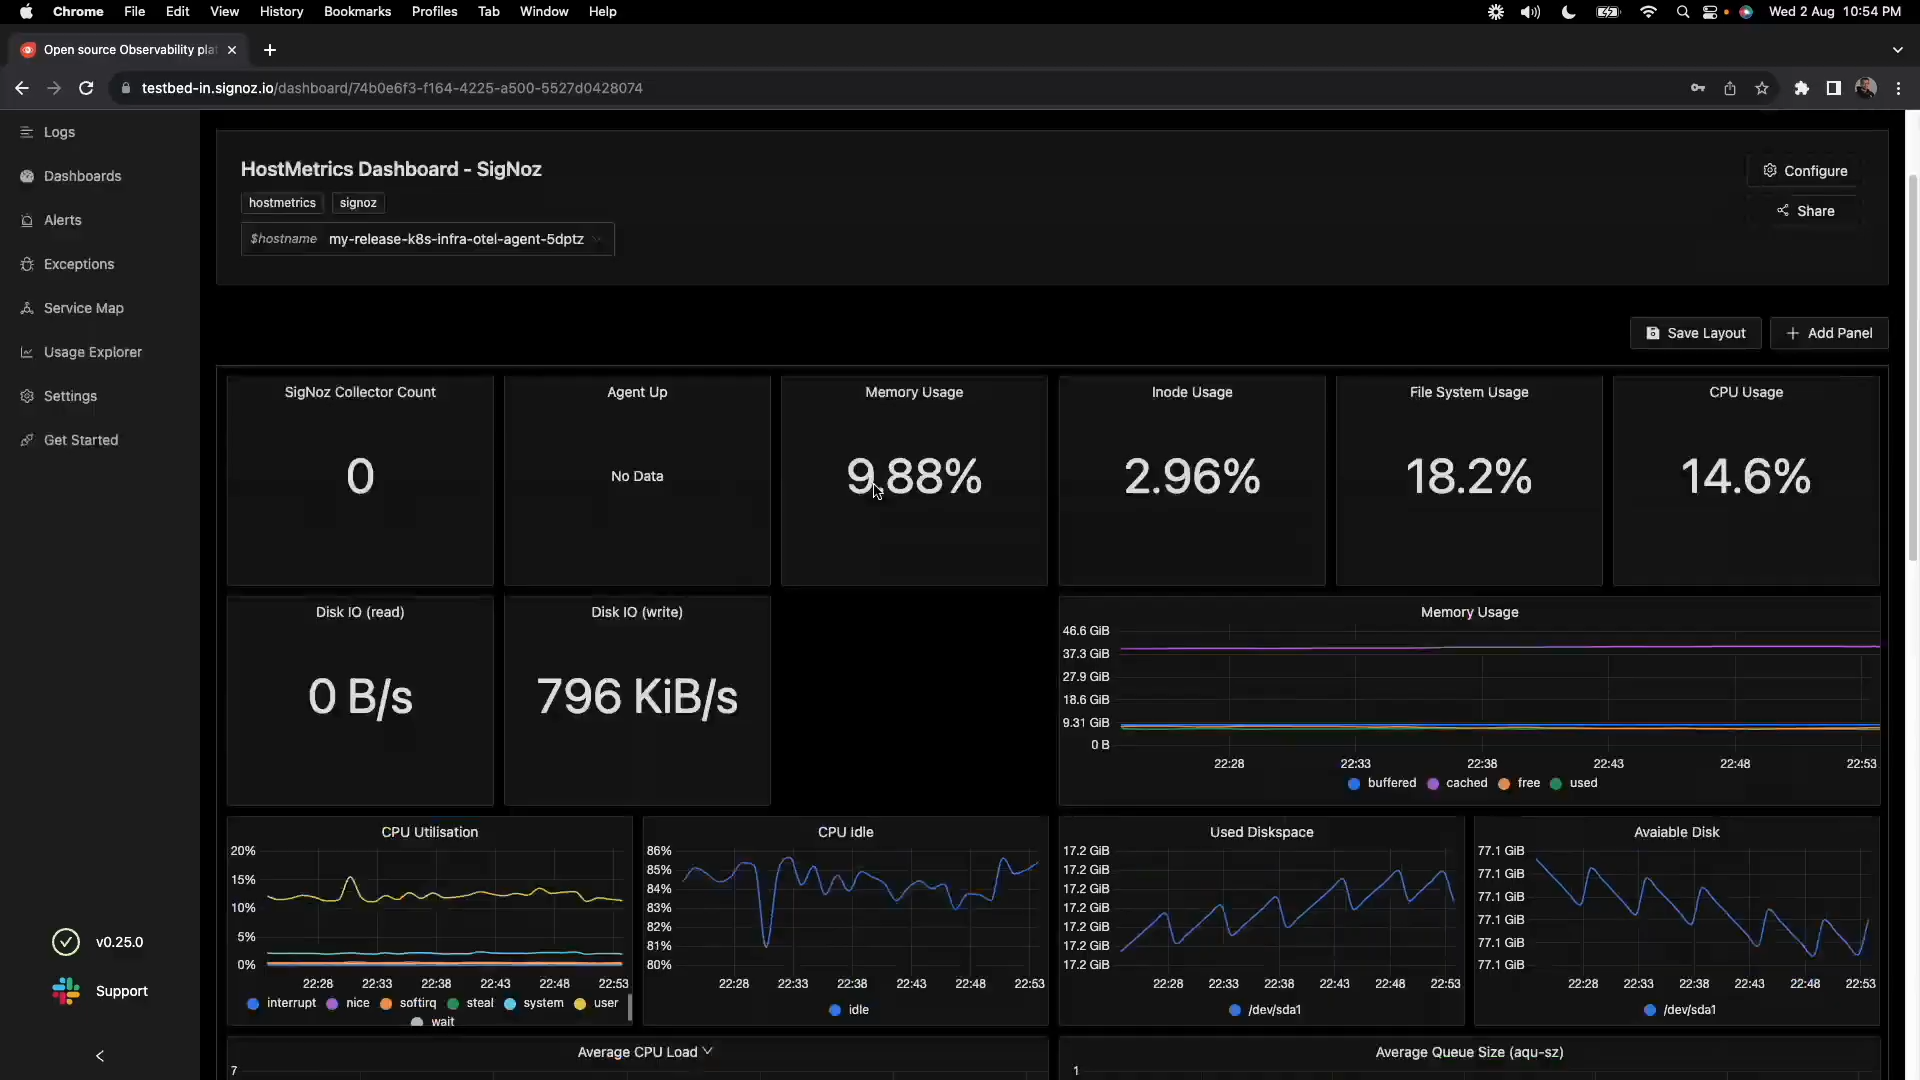 Chrome File Edit View History Bookmarks Profiles Tab Window Help Wed 2 Aug 10:54 PM
Open source Observability pla
testbed-in.signoz.io/dashboard/74b0e6f3-f164-4225-a500-5527d0428074
Logs
Dashboards
Alerts
Exceptions
Service Map
Usage Explorer
Settings
Get Started
v0.25.0
Support
HostMetrics Dashboard - SigNoz
Configure
hostmetrics signoz
Share
$hostname my-release-k8s-infra-otel-agent-5dptz
Save Layout + Add Panel
SigNoz Collector Count
0
Agent Up
No Data
Memory Usage
9.88%
Inode Usage
2.96%
File System Usage
18.2%
CPU Usage
14.6%
Disk IO (read)
0 B/s
Disk IO (write)
796 KiB/s
Memory Usage
46.6 GiB
37.3 GiB
27.9 GiB
18.6 GiB
9.31 GiB
0 B
22:28 22:33 22:38 22:43 22:48 22:53
buffered cached free used
CPU Utilisation
20%
15%
10%
5%
0%
22:28 22:33 22:38 22:43 22:48 22:53
interrupt nice softirq steal system user
wait
CPU idle
86%
85%
84%
83%
82%
81%
80%
22:28 22:33 22:38 22:43 22:48 22:53
idle
Used Diskspace
17.2 GiB
17.2 GiB
17.2 GiB
17.2 GiB
17.2 GiB
17.2 GiB
17.2 GiB
22:28 22:33 22:38 22:43 22:48 22:53
/dev/sda1
Avaiable Disk
77.1 GiB
77.1 GiB
77.1 GiB
77.1 GiB
77.1 GiB
77.1 GiB
22:28 22:33 22:38 22:43 22:48 22:53
/dev/sda1
Average CPU Load
7
Average Queue Size (aqu-sz)
1